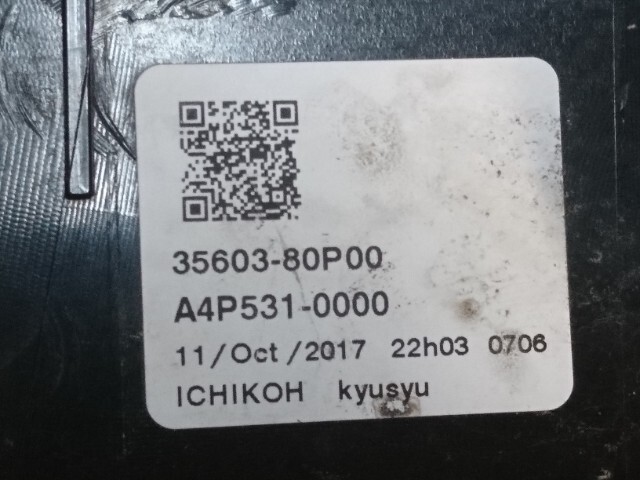 35603-80P00
A4P531-0000
11/Oct/2017 22h03 0706
ICHIKOH kyusyu